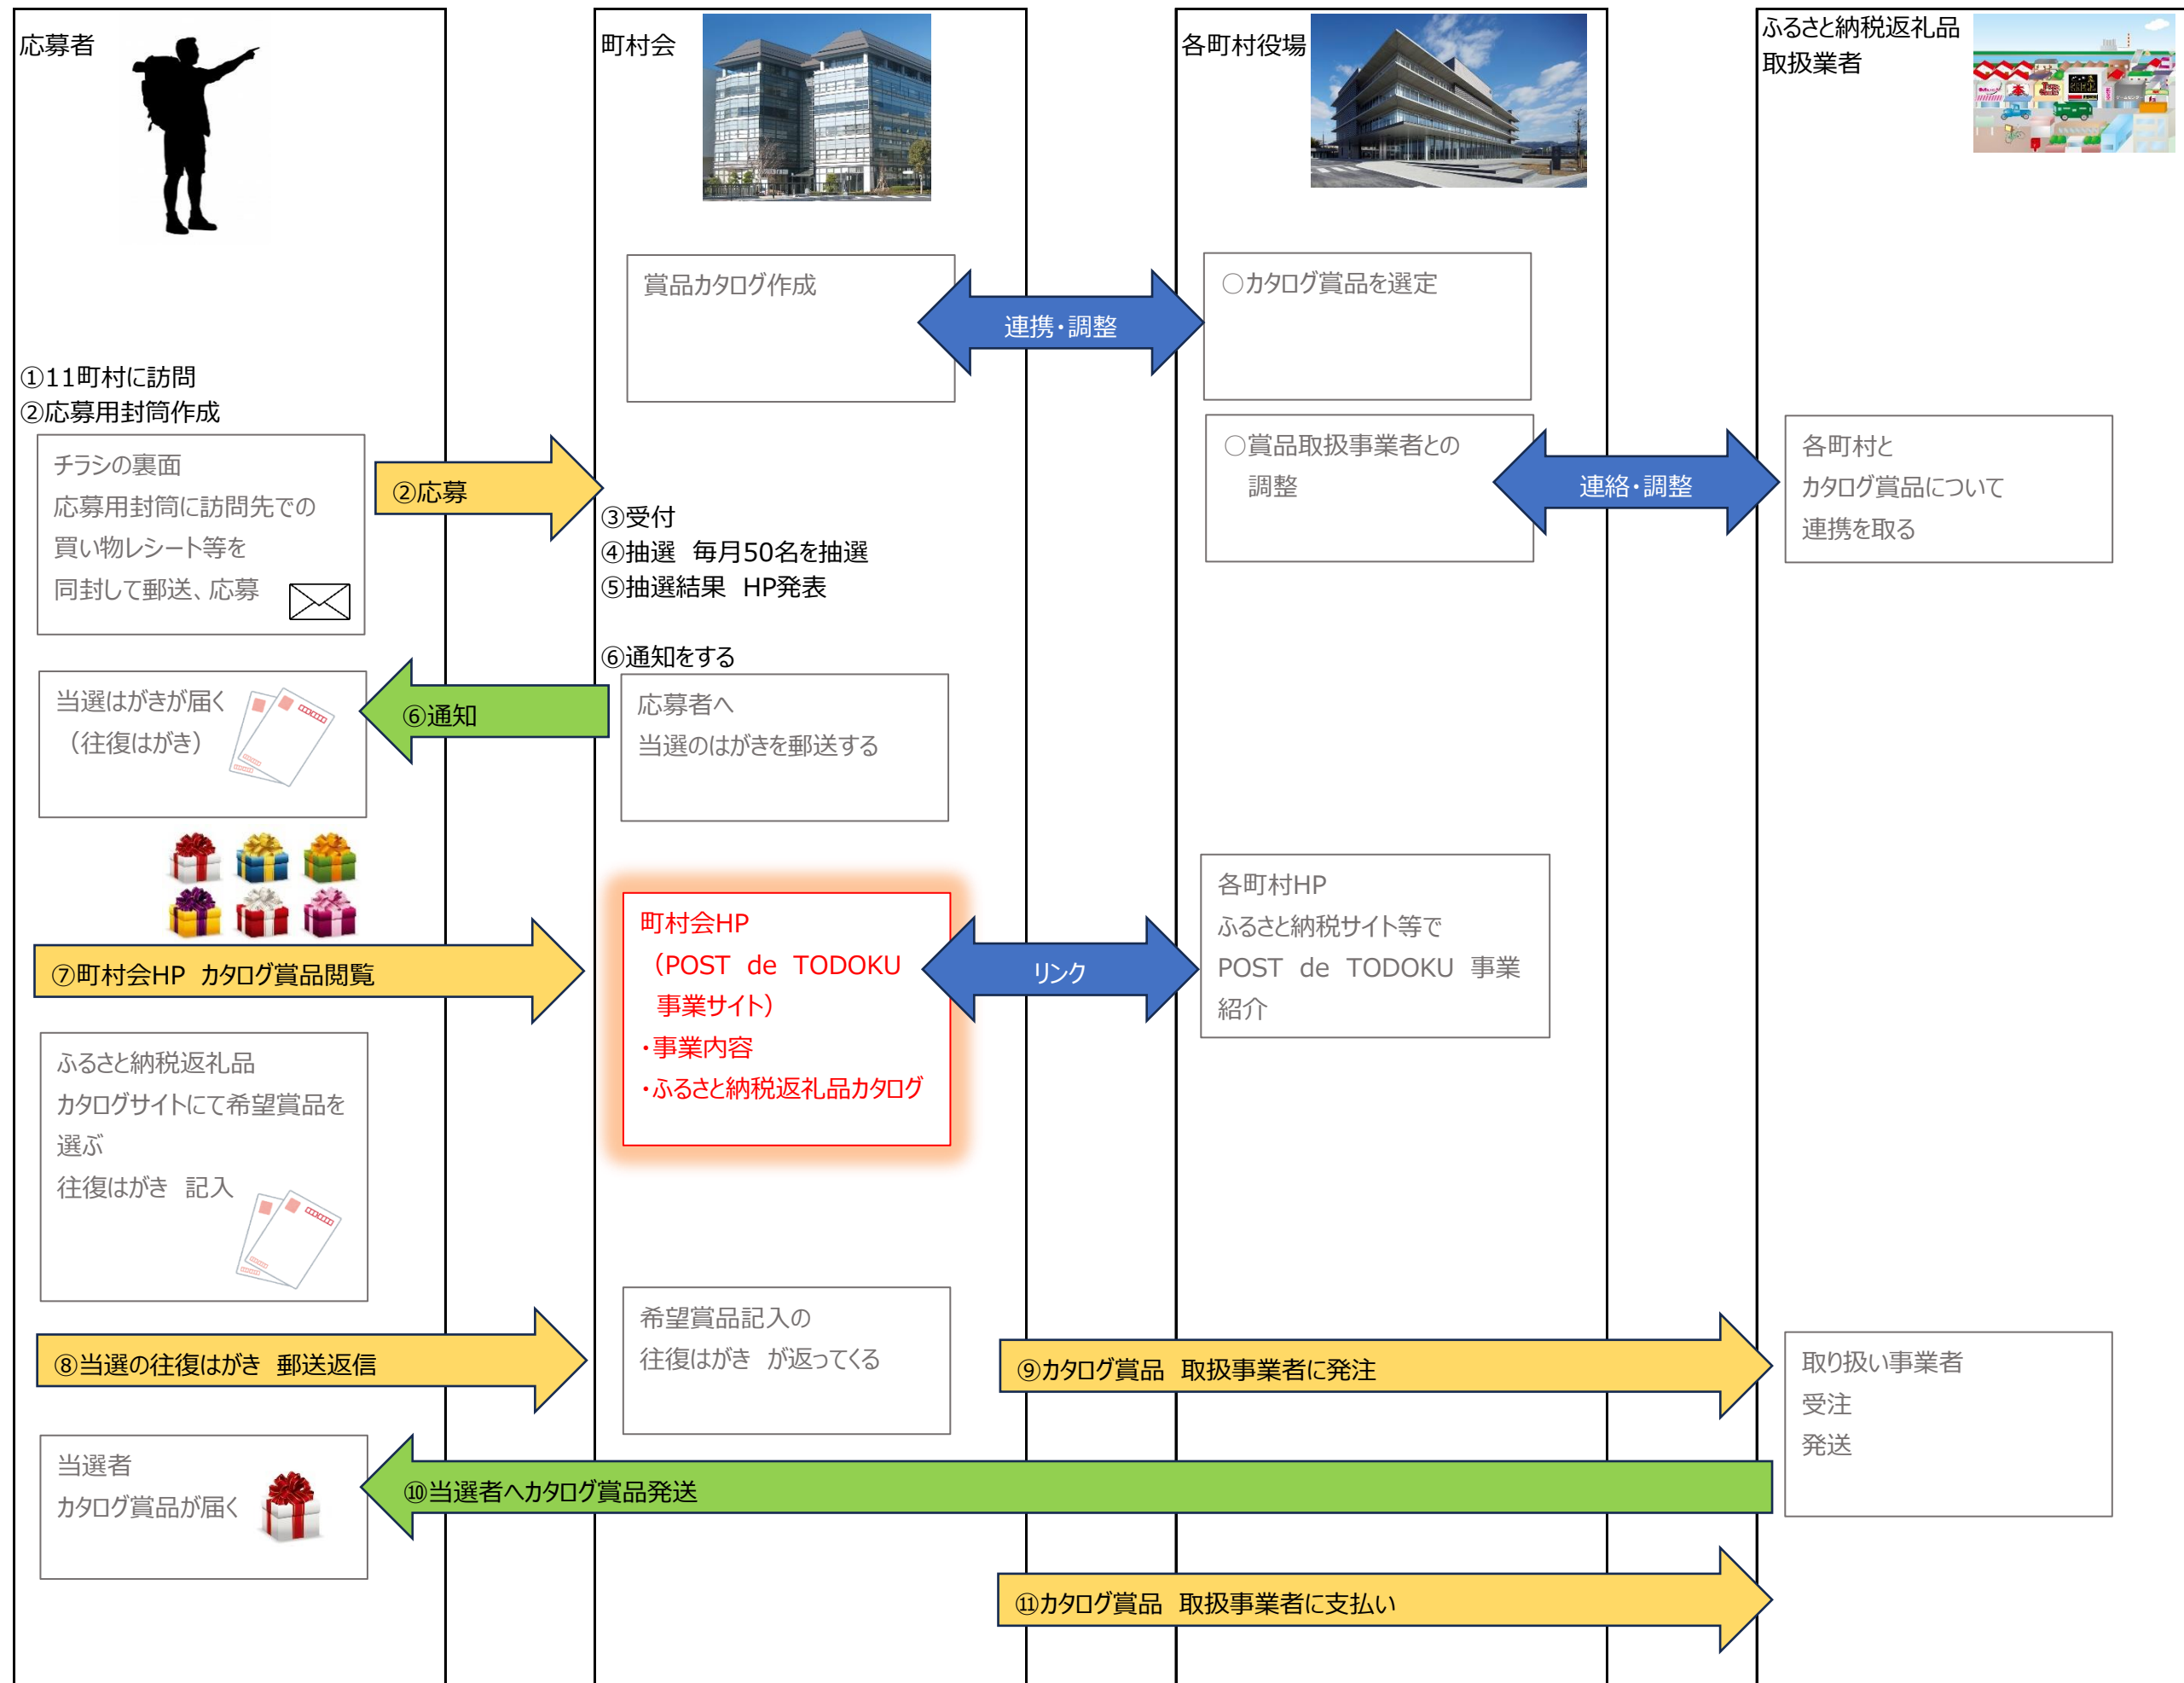 応募者
①11町村に訪問
②応募用封筒作成
チラシの裏面
応募用封筒に訪問先での
買い物レシート等を
同封して郵送、応募
②応募
当選はがきが届く
（往復はがき）
⑥通知
⑦町村会HP カタログ賞品閲覧
ふるさと納税返礼品
カタログサイトにて希望賞品を
選ぶ
往復はがき 記入
⑧当選の往復はがき 郵送返信
当選者
カタログ賞品が届く
町村会
賞品カタログ作成
連携・調整
③受付
④抽選 毎月50名を抽選
⑤抽選結果 HP発表
⑥通知をする
応募者へ
当選のはがきを郵送する
町村会HP
（POST de TODOKU
事業サイト）
・事業内容
・ふるさと納税返礼品カタログ
リンク
希望賞品記入の
往復はがき が返ってくる
各町村役場
○カタログ賞品を選定
○賞品取扱事業者との
調整
連絡・調整
各町村HP
ふるさと納税サイト等で
POST de TODOKU 事業
紹介
⑨カタログ賞品 取扱事業者に発注
⑩当選者へカタログ賞品発送
⑪カタログ賞品 取扱事業者に支払い
ふるさと納税返礼品
取扱業者
本
各町村と
カタログ賞品について
連携を取る
取り扱い事業者
受注
発送